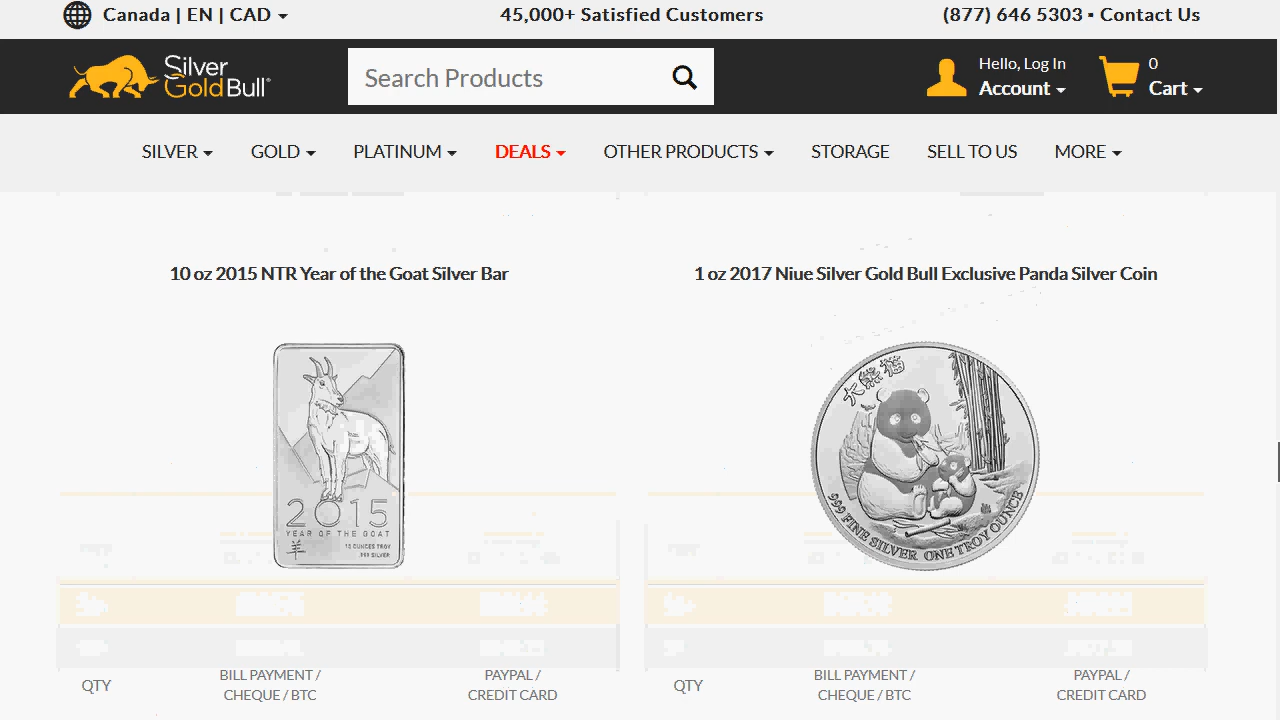 Canada | EN | CAD
45,000+ Satisfied Customers
(877) 646 5303 ▪ Contact Us
Silver
Gold Bull®
Search Products
Hello, Log In
Account
0
Cart
SILVER
GOLD
PLATINUM
DEALS
OTHER PRODUCTS
STORAGE
SELL TO US
MORE
10 oz 2015 NTR Year of the Goat Silver Bar
1 oz 2017 Niue Silver Gold Bull Exclusive Panda Silver Coin
2015
YEAR OF THE GOAT
羊
10 OUNCES TROY
999 SILVER
大熊猫
999 FINE SILVER ONE TROY OUNCE
QTY
BILL PAYMENT /
CHEQUE / BTC
PAYPAL /
CREDIT CARD
QTY
BILL PAYMENT /
CHEQUE / BTC
PAYPAL /
CREDIT CARD